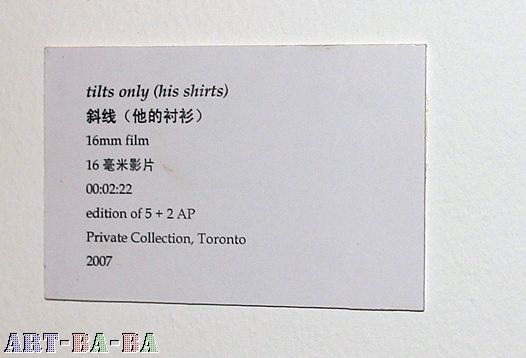 tilts only (his shirts)
斜线（他的衬衫）
16mm film
16 毫米影片
00:02:22
edition of 5 + 2 AP
Private Collection, Toronto
2007
ART-BA-BA